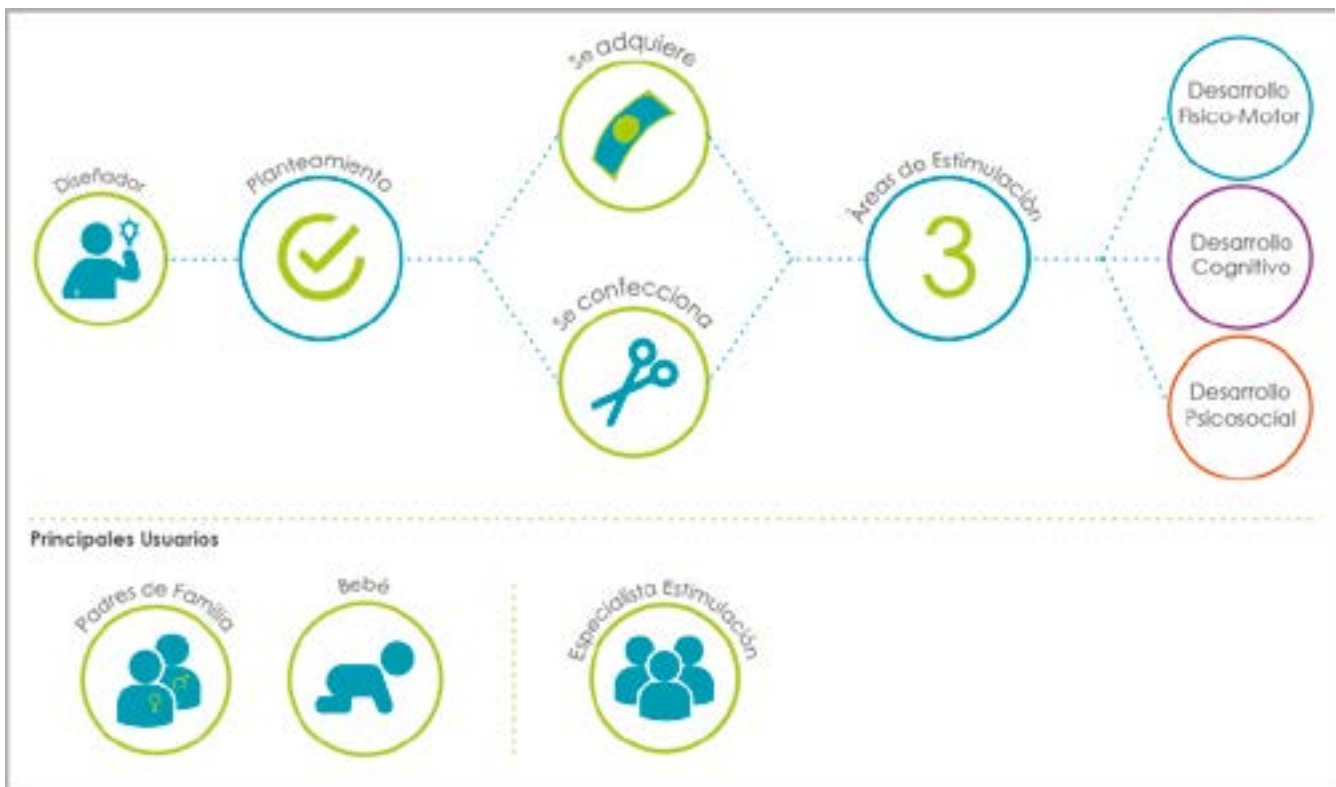 Diseñador
Planteamiento
Se adquiere
Se confecciona
Áreas de Estimulación
3
Desarrollo
Físico-Motor
Desarrollo
Cognitivo
Desarrollo
Psicosocial
Principales Usuarios
Padres de Familia
Bebé
Especialista Estimulación